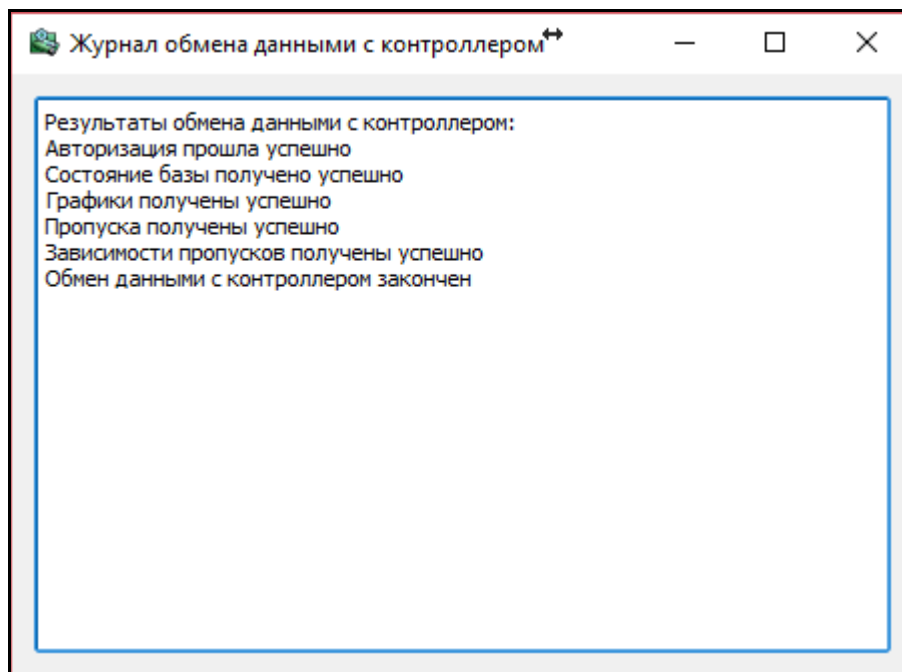 Журнал обмена данными с контроллером
Результаты обмена данными с контроллером:
Авторизация прошла успешно
Состояние базы получено успешно
Графики получены успешно
Пропуска получены успешно
Зависимости пропусков получены успешно
Обмен данными с контроллером закончен